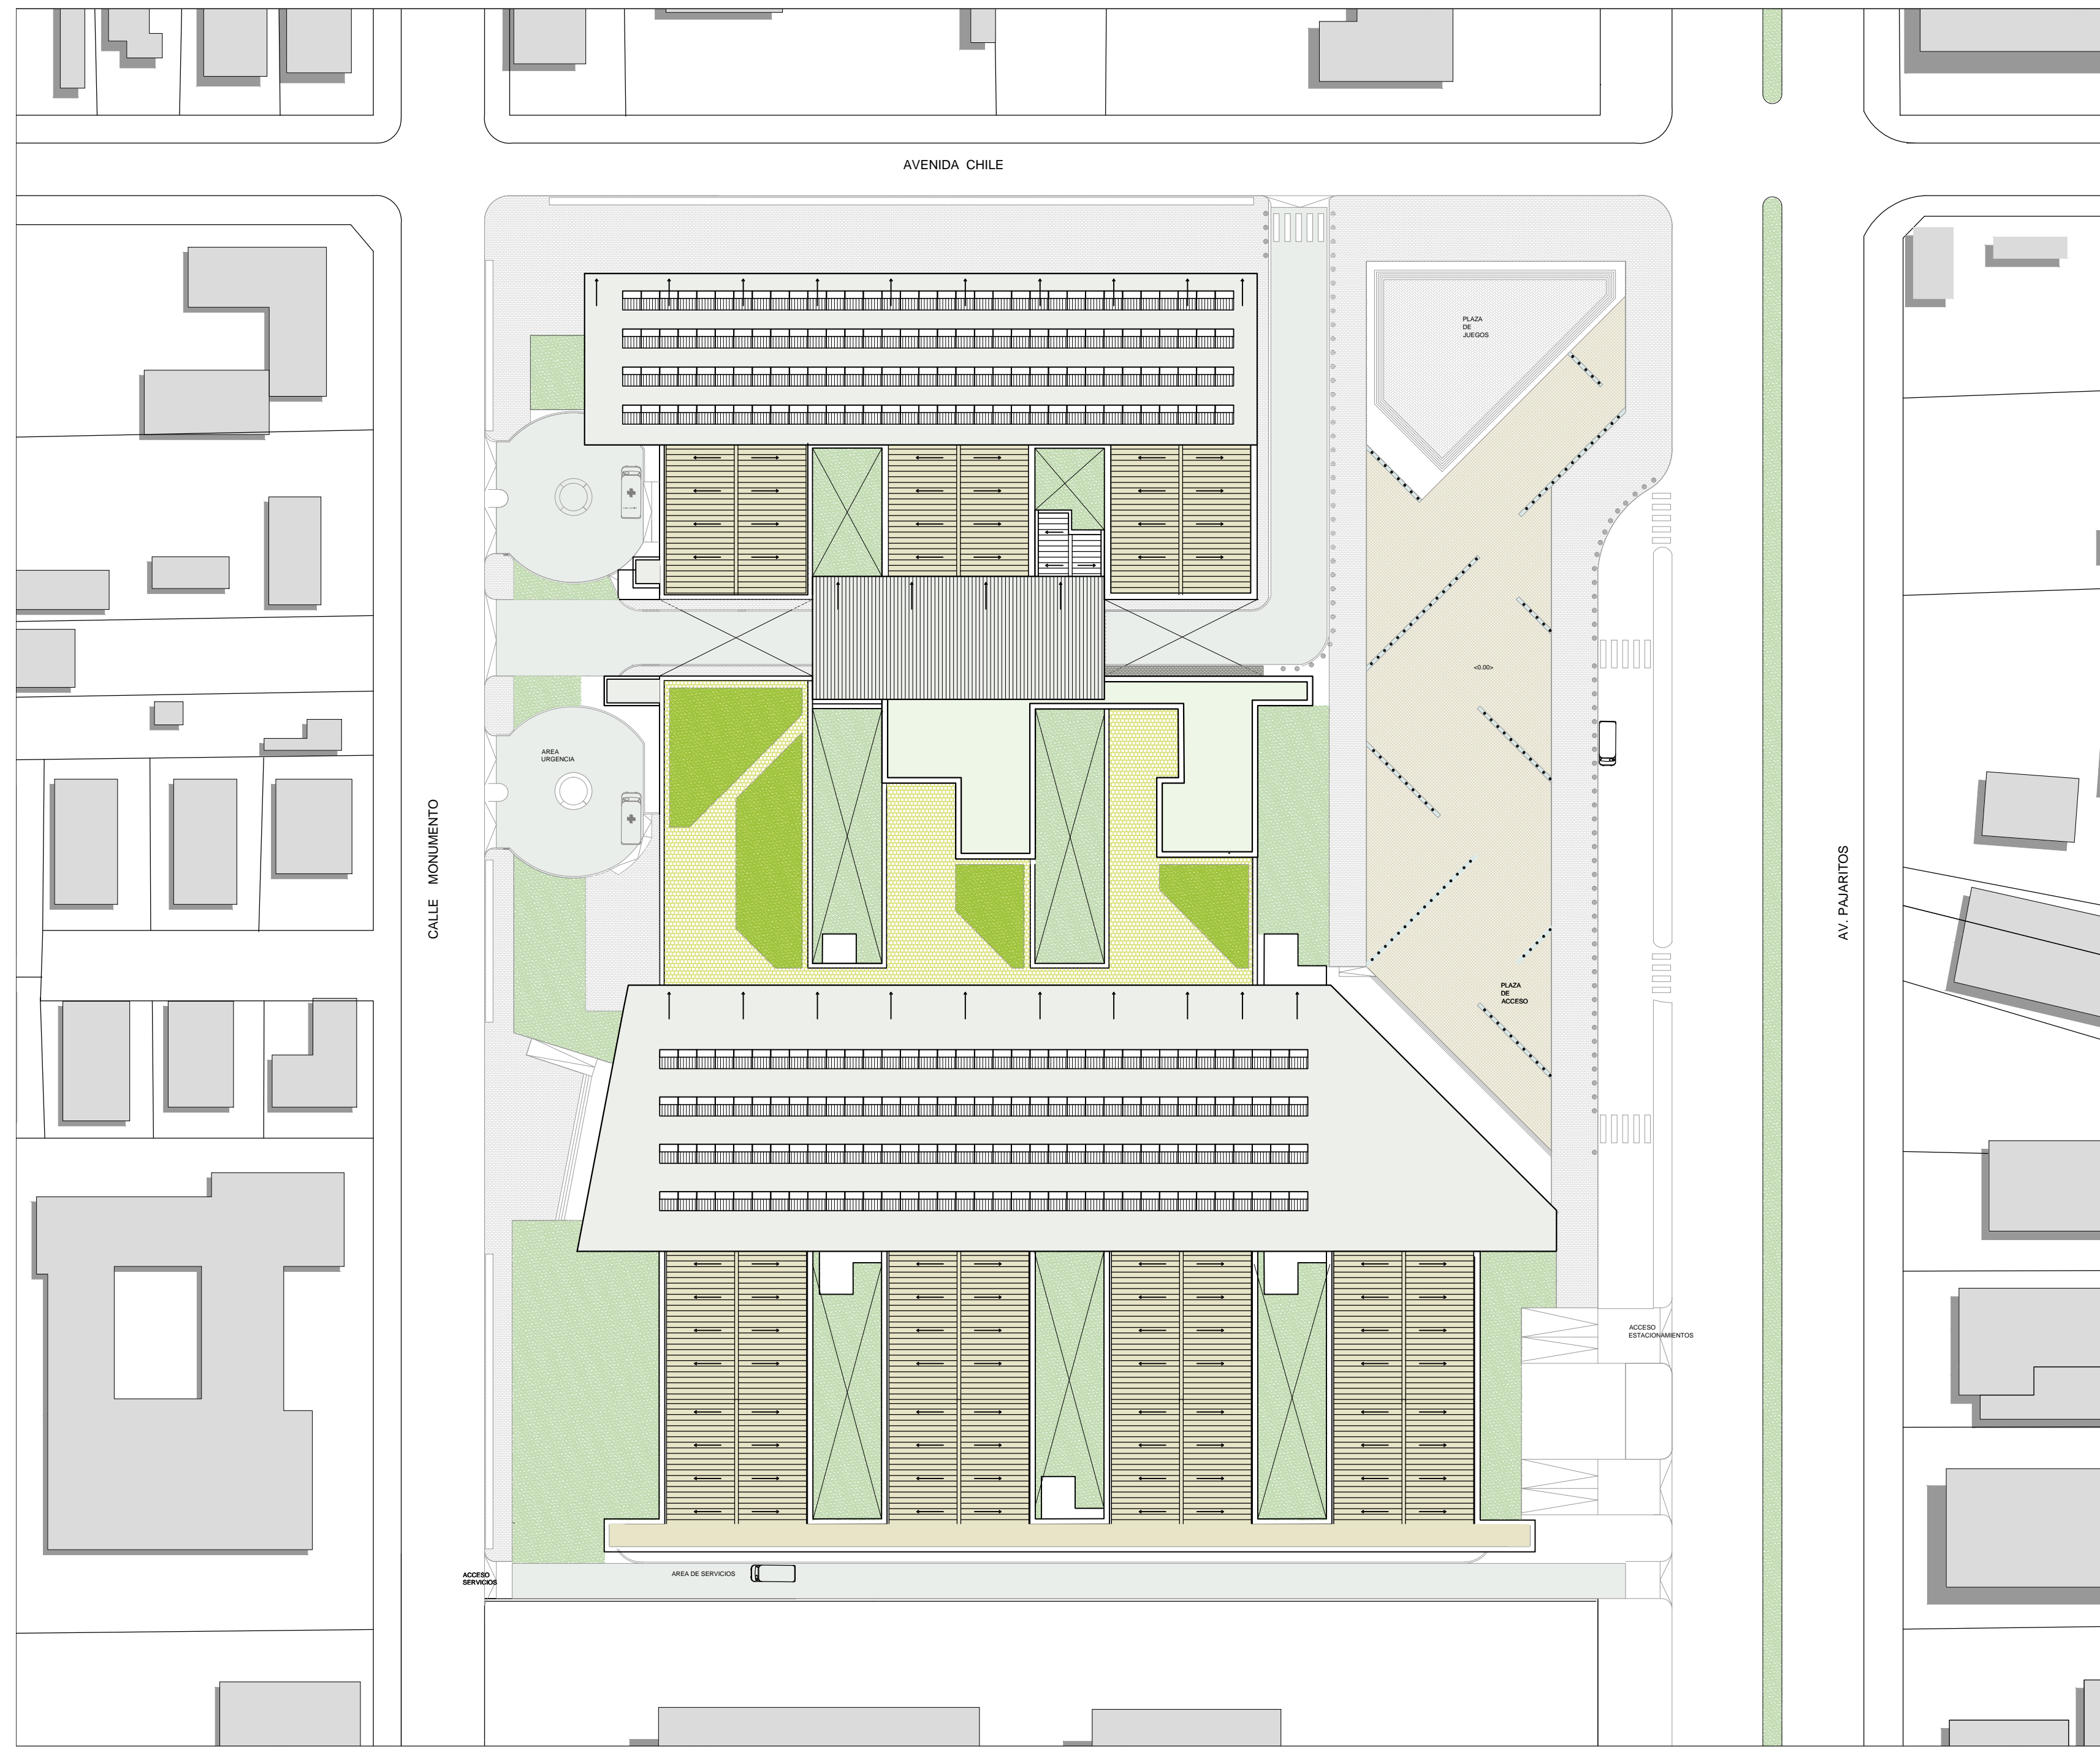 AVENIDA CHILE
PLAZA
DE
JUEGOS
<0.00>
AREA
URGENCIA
CALLE MONUMENTO
AV. PAJARITOS
PLAZA
DE
ACCESO
ACCESO
ESTACIONAMIENTOS
ACCESO
SERVICIOS
AREA DE SERVICIOS